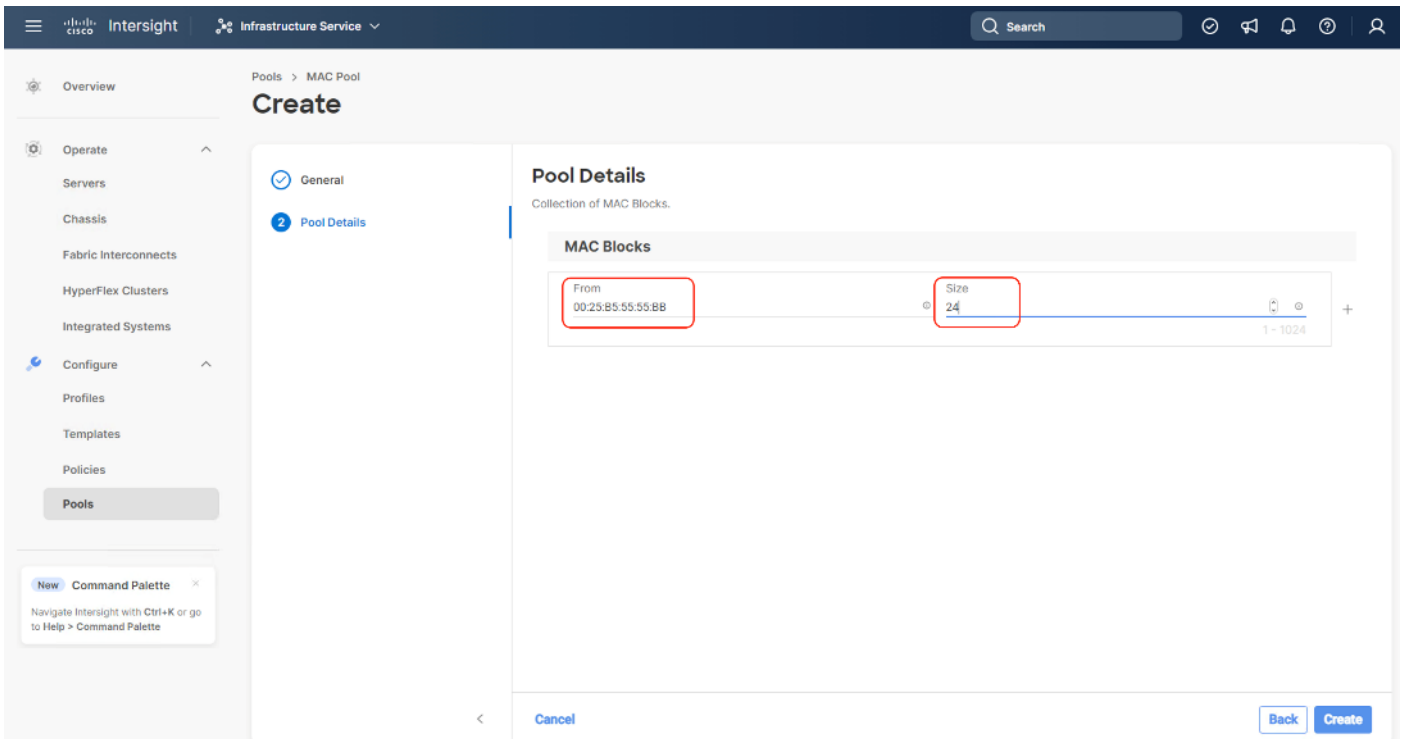 cisco Intersight
Infrastructure Service
Search
Overview
Operate
Servers
Chassis
Fabric Interconnects
HyperFlex Clusters
Integrated Systems
Configure
Profiles
Templates
Policies
Pools
New Command Palette ×
Navigate Intersight with Ctrl+K or go
to Help > Command Palette
Pools > MAC Pool
Create
General
2 Pool Details
Pool Details
Collection of MAC Blocks.
MAC Blocks
From
00:25:B5:55:55:BB
Size
24
1 - 1024
Cancel
Back
Create